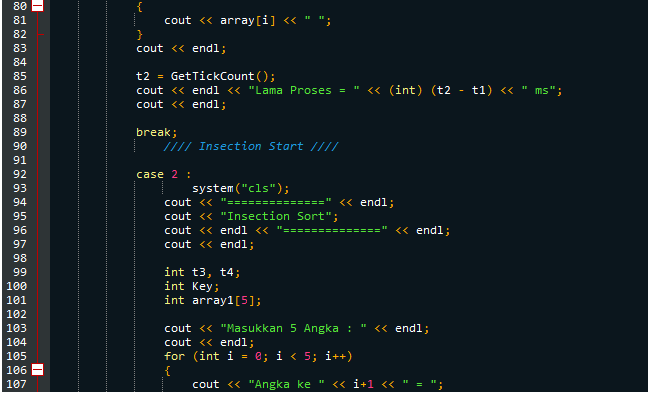 80 {
81 cout << array[i] << " ";
82 }
83 cout << endl;
84
85 t2 = GetTickCount();
86 cout << endl << "Lama Proses = " << (int) (t2 - t1) << " ms";
87 cout << endl;
88
89 break;
90 //// Insection Start ////
91
92 case 2 :
93 system("cls");
94 cout << "==============" << endl;
95 cout << "Insection Sort";
96 cout << endl << "==============" << endl;
97 cout << endl;
98
99 int t3, t4;
100 int Key;
101 int array1[5];
102
103 cout << "Masukkan 5 Angka : " << endl;
104 cout << endl;
105 for (int i = 0; i < 5; i++)
106 {
107 cout << "Angka ke " << i+1 << " = ";